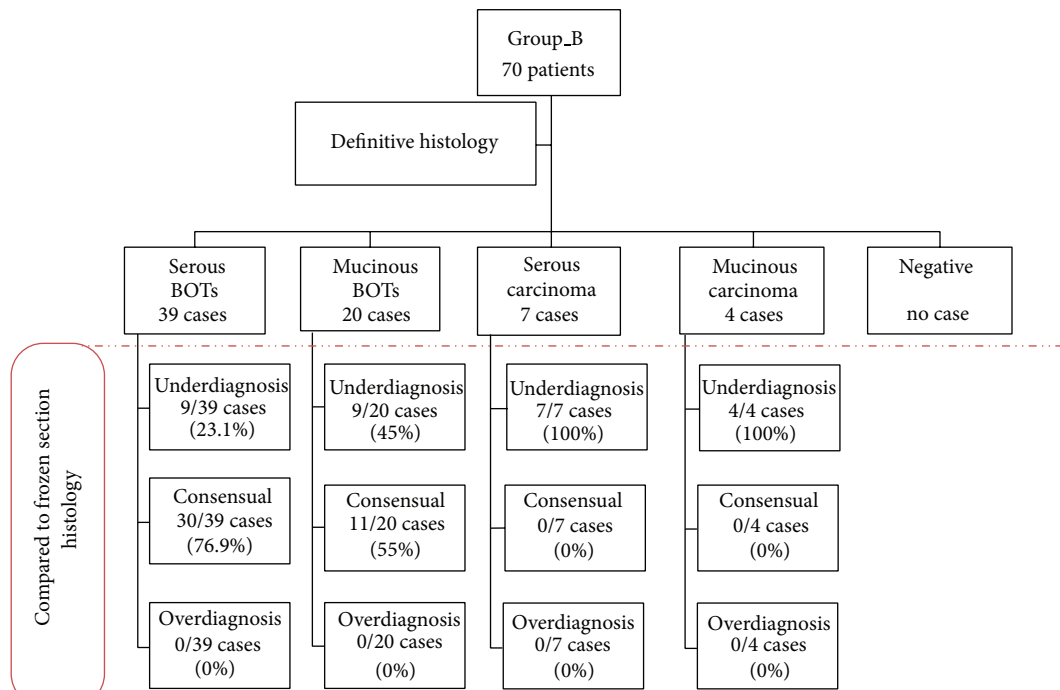 Group_B
70 patients
Definitive histology
Serous
BOTs
39 cases
Mucinous
BOTs
20 cases
Serous
carcinoma
7 cases
Mucinous
carcinoma
4 cases
Negative
no case
Compared to frozen section
histology
Underdiagnosis
9/39 cases
(23.1%)
Underdiagnosis
9/20 cases
(45%)
Underdiagnosis
7/7 cases
(100%)
Underdiagnosis
4/4 cases
(100%)
Consensual
30/39 cases
(76.9%)
Consensual
11/20 cases
(55%)
Consensual
0/7 cases
(0%)
Consensual
0/4 cases
(0%)
Overdiagnosis
0/39 cases
(0%)
Overdiagnosis
0/20 cases
(0%)
Overdiagnosis
0/7 cases
(0%)
Overdiagnosis
0/4 cases
(0%)